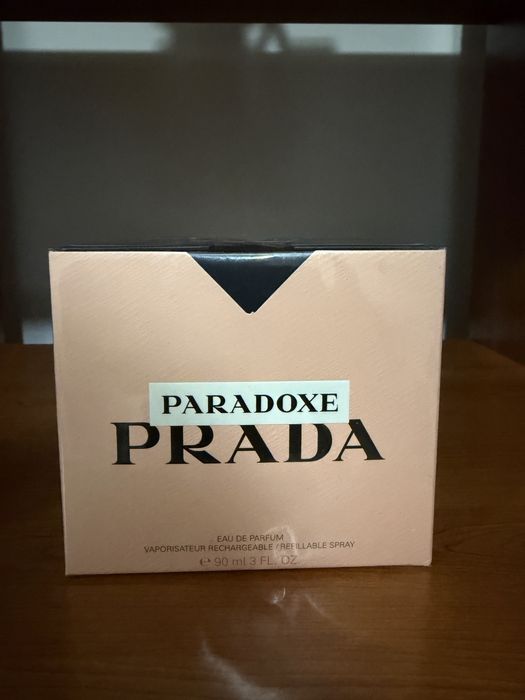 PARADOXE
PRADA
EAU DE PARFUM
VAPORISATEUR RECHARGEABLE / REFILLABLE SPRAY
℮ 90 ml 3 FL. OZ.